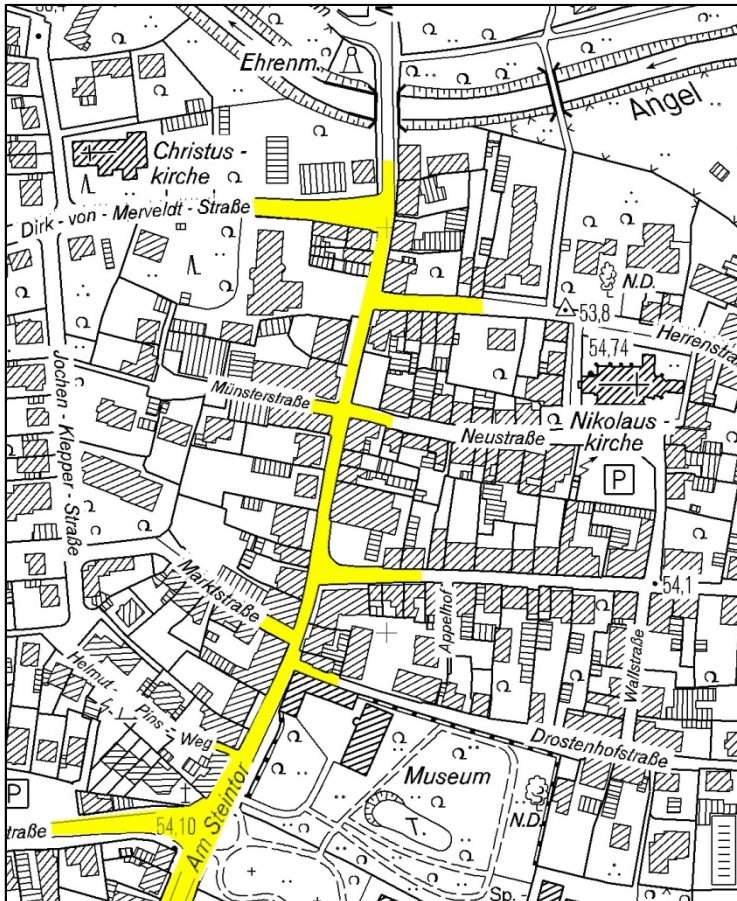 Ehrenm.
Angel
Christus -
kirche
Dirk - von - Merveldt - Straße
N.D.
53,8
Herrenstra
54,74
Jochen - Klepper - Straße
Münsterstraße
Neustraße
Nikolaus -
kirche
P
Marktstraße
54,1
Appelhof
Wallstraße
Helmut - Pins - Weg
Drostenhofstraße
Museum
P
Am Steintor
54,10
traße
T.
N.D.
Sp.-